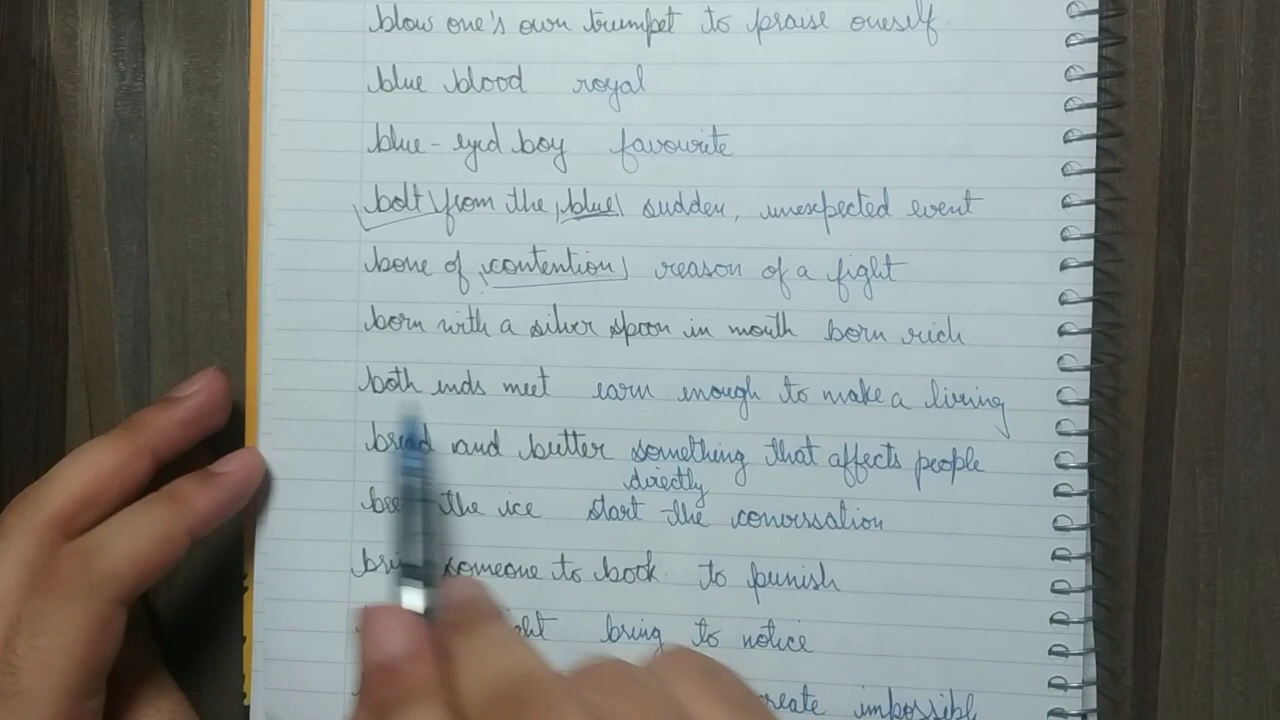 blow one's own trumpet to praise oneself
blue blood royal
blue-eyed boy favourite
bolt from the blue sudden, unexpected event
bone of contention reason of a fight
born with a silver spoon in mouth born rich
both ends meet earn enough to make a living
bread and butter something that affects people
directly
the ice start the conversation
someone to book to punish
bring to notice
create impossible